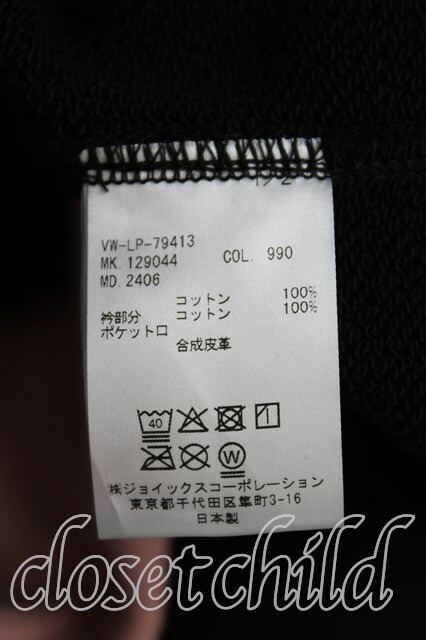 VW-LP-79413
MK. 129044 COL. 990
MD. 2406
コットン 100%
衿部分 コットン 100%
ポケット口
合成皮革
40
W
㈱ジョイックスコーポレーション
東京都千代田区隼町3-16
日本製
closetchild